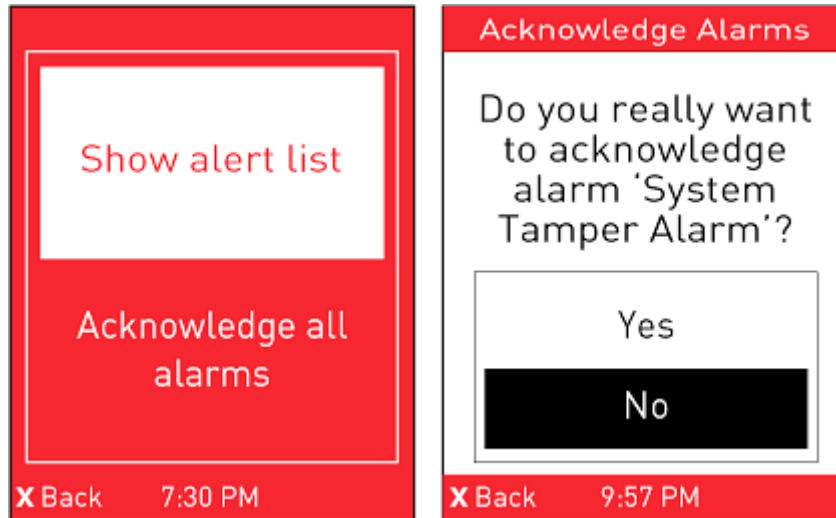 Show alert list
Acknowledge all
alarms
X Back 7:30 PM
Acknowledge Alarms
Do you really want
to acknowledge
alarm ‘System
Tamper Alarm’?
Yes
No
X Back 9:57 PM